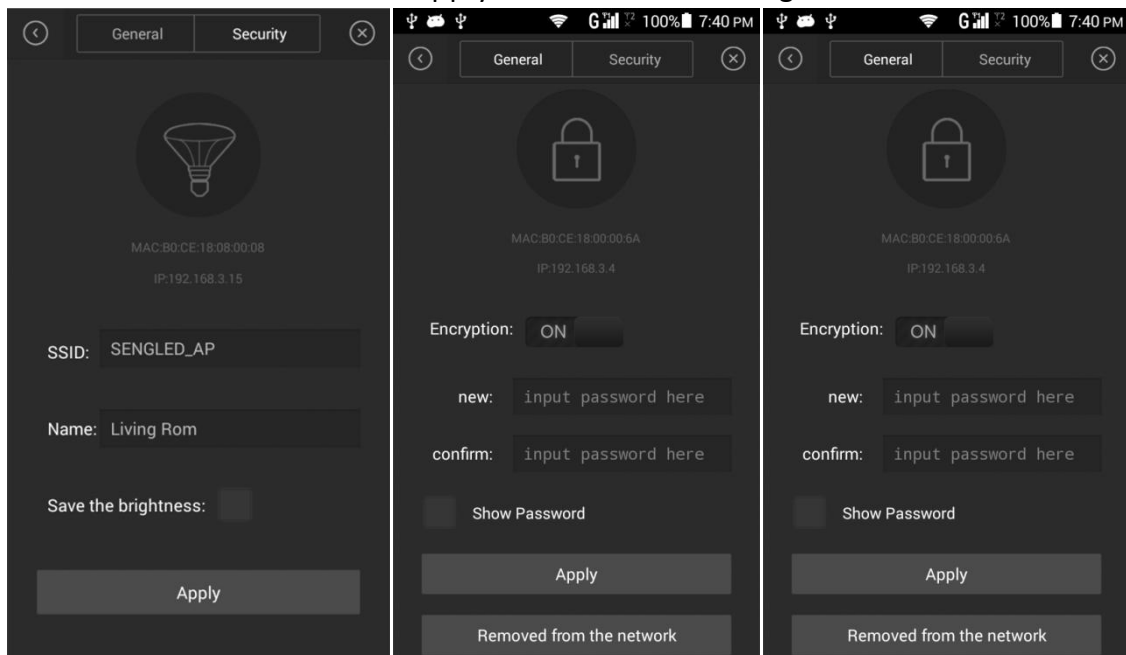 General Security
MAC:B0:CE:18:08:00:08
IP:192.168.3.15
SSID: SENGLED_AP
Name: Living Rom
Save the brightness:
Apply
G 100% 7:40 PM
General Security
MAC:B0:CE:18:00:00:6A
IP:192.168.3.4
Encryption: ON
new: input password here
confirm: input password here
Show Password
Apply
Removed from the network
G 100% 7:40 PM
General Security
MAC:B0:CE:18:00:00:6A
IP:192.168.3.4
Encryption: ON
new: input password here
confirm: input password here
Show Password
Apply
Removed from the network